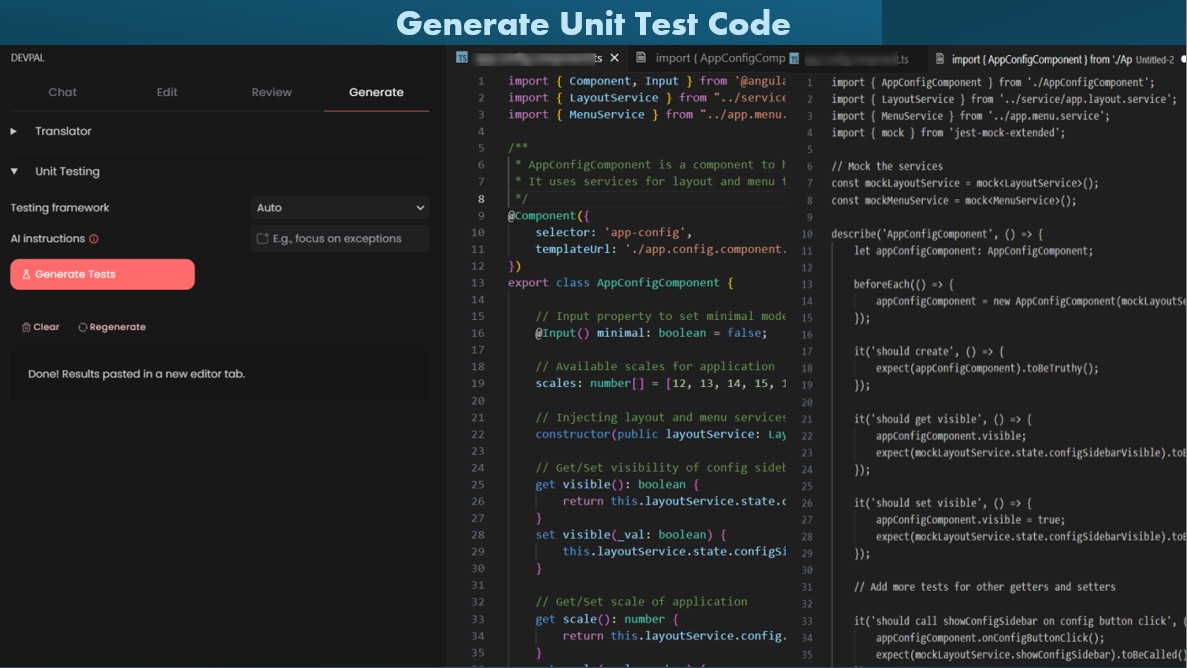 Generate Unit Test Code
DEVPAL
Chat Edit Review Generate
Translator
Unit Testing
Testing framework Auto
AI instructions E.g., focus on exceptions
Generate Tests
Clear Regenerate
Done! Results pasted in a new editor tab.
TS ts
1 import { Component, Input } from '@angula
2 import { LayoutService } from "../service
3 import { MenuService } from "../app.menu.
4
5 /**
6 * AppConfigComponent is a component to h
7 * It uses services for layout and menu t
8 */
9 @Component({
10 selector: 'app-config',
11 templateUrl: './app.config.component.
12 })
13 export class AppConfigComponent {
14
15 // Input property to set minimal mode
16 @Input() minimal: boolean = false;
17
18 // Available scales for application
19 scales: number[] = [12, 13, 14, 15, 1
20
21 // Injecting layout and menu services
22 constructor(public layoutService: Lay
23
24 // Get/Set visibility of config sideb
25 get visible(): boolean {
26 return this.layoutService.state.c
27 }
28 set visible(_val: boolean) {
29 this.layoutService.state.configSi
30 }
31
32 // Get/Set scale of application
33 get scale(): number {
34 return this.layoutService.config.
35 }
import { AppConfigComp TS .ts
import { AppConfigComponent } from './Ap Untitled-2
1 import { AppConfigComponent } from './AppConfigComponent';
2 import { LayoutService } from '../service/app.layout.service';
3 import { MenuService } from '../app.menu.service';
4 import { mock } from 'jest-mock-extended';
5
6 // Mock the services
7 const mockLayoutService = mock<LayoutService>();
8 const mockMenuService = mock<MenuService>();
9
10 describe('AppConfigComponent', () => {
11 let appConfigComponent: AppConfigComponent;
12
13 beforeEach(() => {
14 appConfigComponent = new AppConfigComponent(mockLayoutSe
15 });
16
17 it('should create', () => {
18 expect(appConfigComponent).toBeTruthy();
19 });
20
21 it('should get visible', () => {
22 appConfigComponent.visible;
23 expect(mockLayoutService.state.configSidebarVisible).toB
24 });
25
26 it('should set visible', () => {
27 appConfigComponent.visible = true;
28 expect(mockLayoutService.state.configSidebarVisible).toB
29 });
30
31 // Add more tests for other getters and setters
32
33 it('should call showConfigSidebar on config button click', (
34 appConfigComponent.onConfigButtonClick();
35 expect(mockLayoutService.showConfigSidebar).toBeCalled()